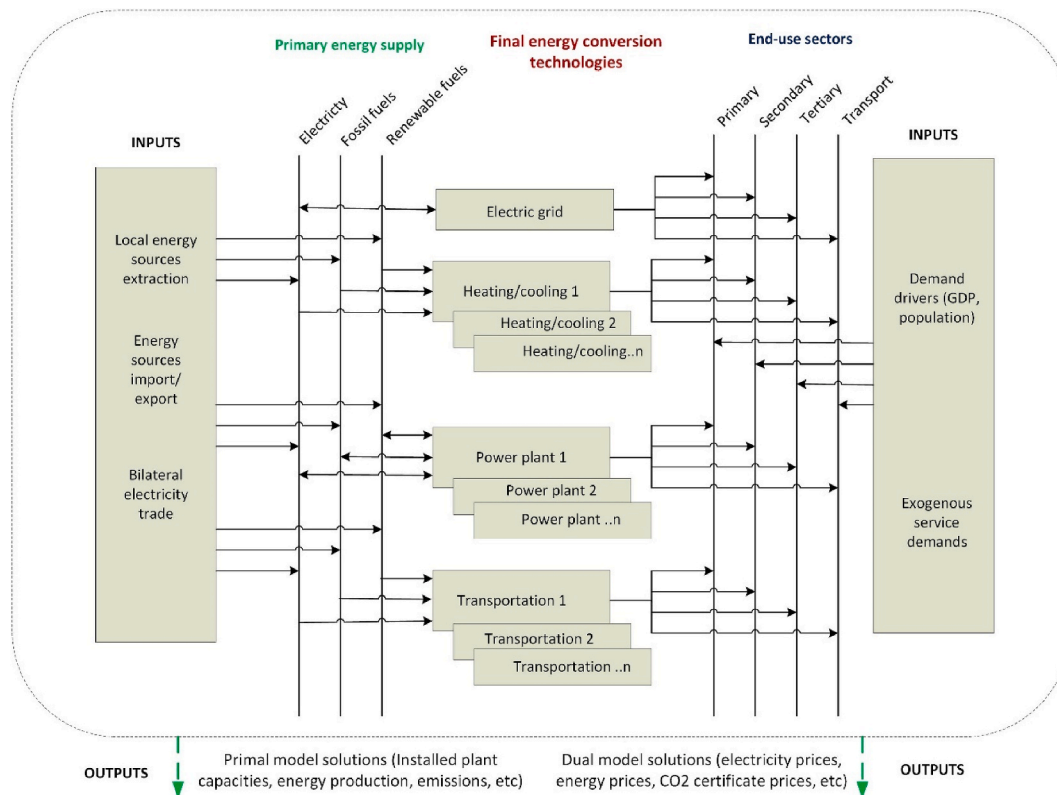 Primary energy supply
Final energy conversion
technologies
End-use sectors
Electricty
Fossil fuels
Renewable fuels
Primary
Secondary
Tertiary
Transport
INPUTS
INPUTS
Local energy
sources
extraction
Energy
sources
import/
export
Bilateral
electricity
trade
Electric grid
Heating/cooling 1
Heating/cooling 2
Heating/cooling..n
Power plant 1
Power plant 2
Power plant ..n
Transportation 1
Transportation 2
Transportation ..n
Demand
drivers (GDP,
population)
Exogenous
service
demands
OUTPUTS
Primal model solutions (Installed plant
capacities, energy production, emissions, etc)
Dual model solutions (electricity prices,
energy prices, CO2 certificate prices, etc)
OUTPUTS